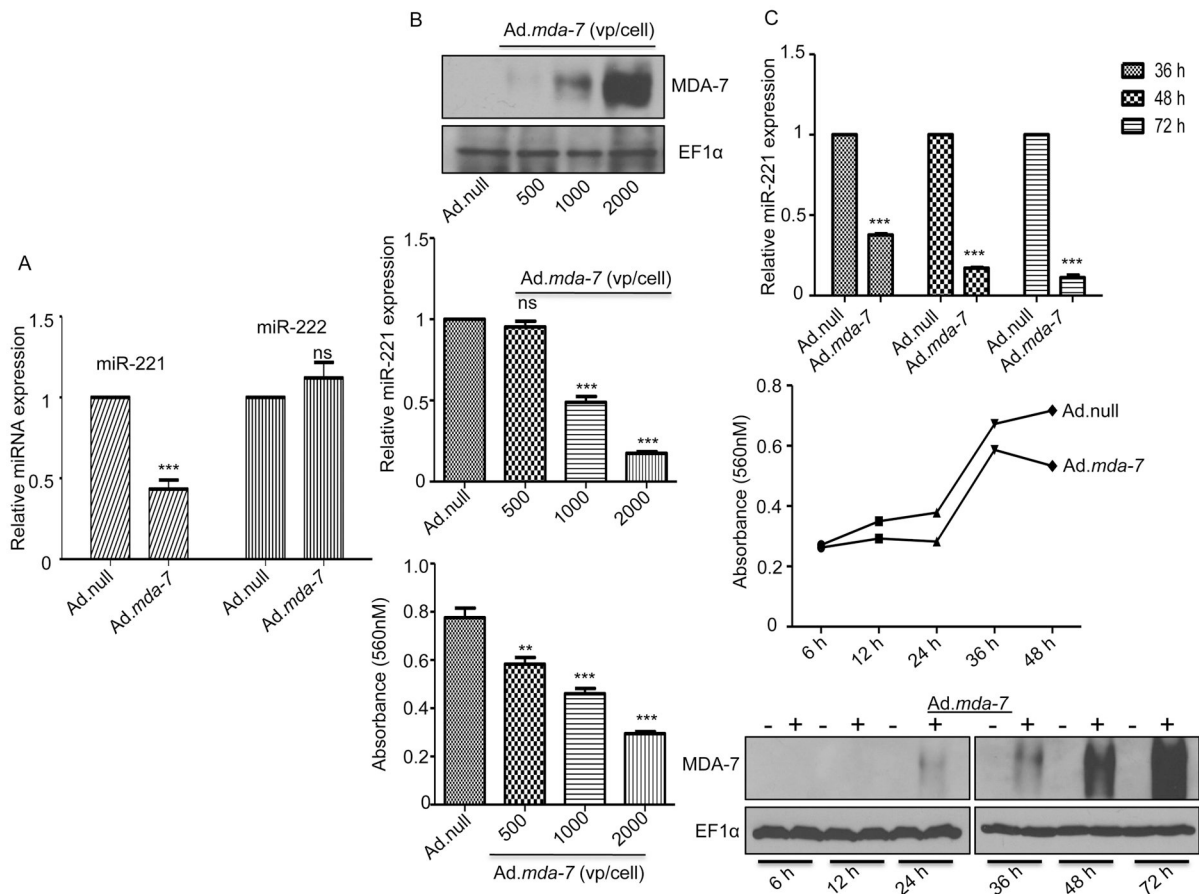 A
Relative miRNA expression
1.5
1
0.5
0
miR-221
miR-222
***
ns
Ad.null
Ad.mda-7
Ad.null
Ad.mda-7
B
Ad.mda-7 (vp/cell)
MDA-7
EF1α
Ad.null
500
1000
2000
Relative miR-221 expression
1.5
1
0.5
0
Ad.mda-7 (vp/cell)
ns
***
***
Ad.null
500
1000
2000
Absorbance (560nM)
1.0
0.8
0.6
0.4
0.2
0.0
**
***
***
Ad.null
500
1000
2000
Ad.mda-7 (vp/cell)
C
Relative miR-221 expression
1.5
1
0.5
0
36 h
48 h
72 h
***
***
***
Ad.null
Ad.mda-7
Ad.null
Ad.mda-7
Ad.null
Ad.mda-7
Absorbance (560nM)
0.8
0.6
0.4
0.2
0
Ad.null
Ad.mda-7
6 h
12 h
24 h
36 h
48 h
Ad.mda-7
- + - + - + - + - + - +
MDA-7
EF1α
6 h
12 h
24 h
36 h
48 h
72 h